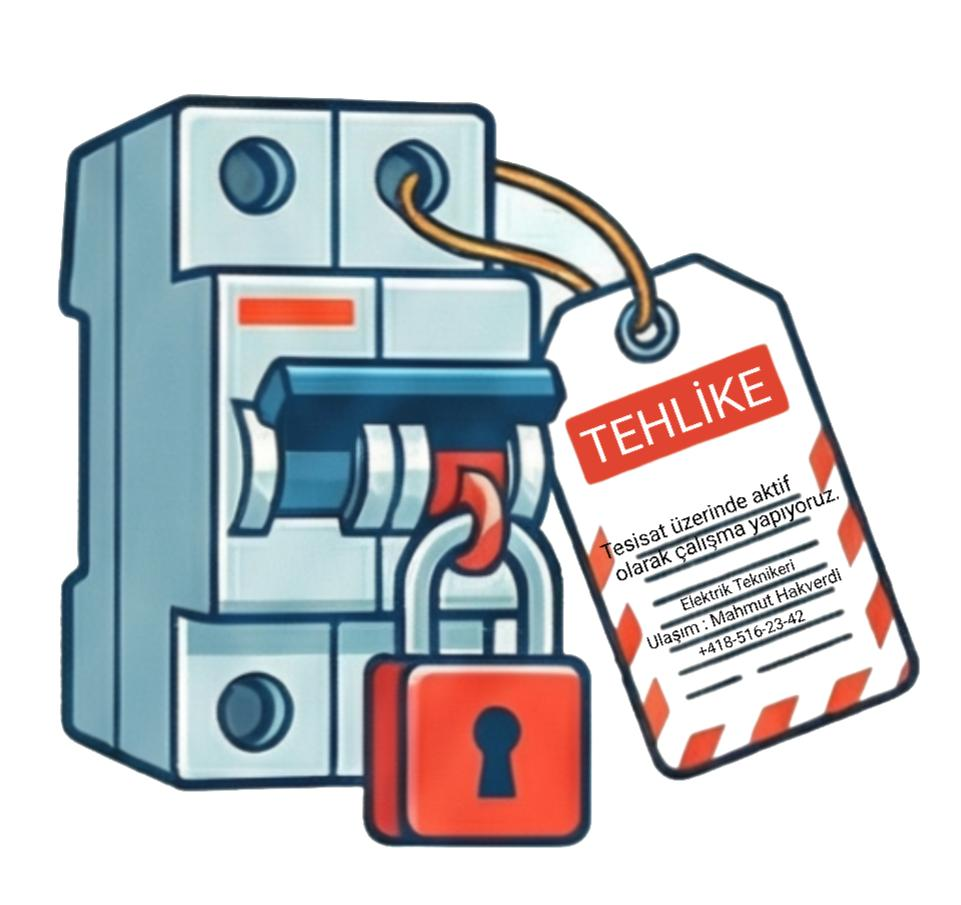 TEHLİKE
Tesisat üzerinde aktif
olarak çalışma yapıyoruz.
Elektrik Teknikeri
Ulaşım : Mahmut Hakverdi
+418-516-23-42